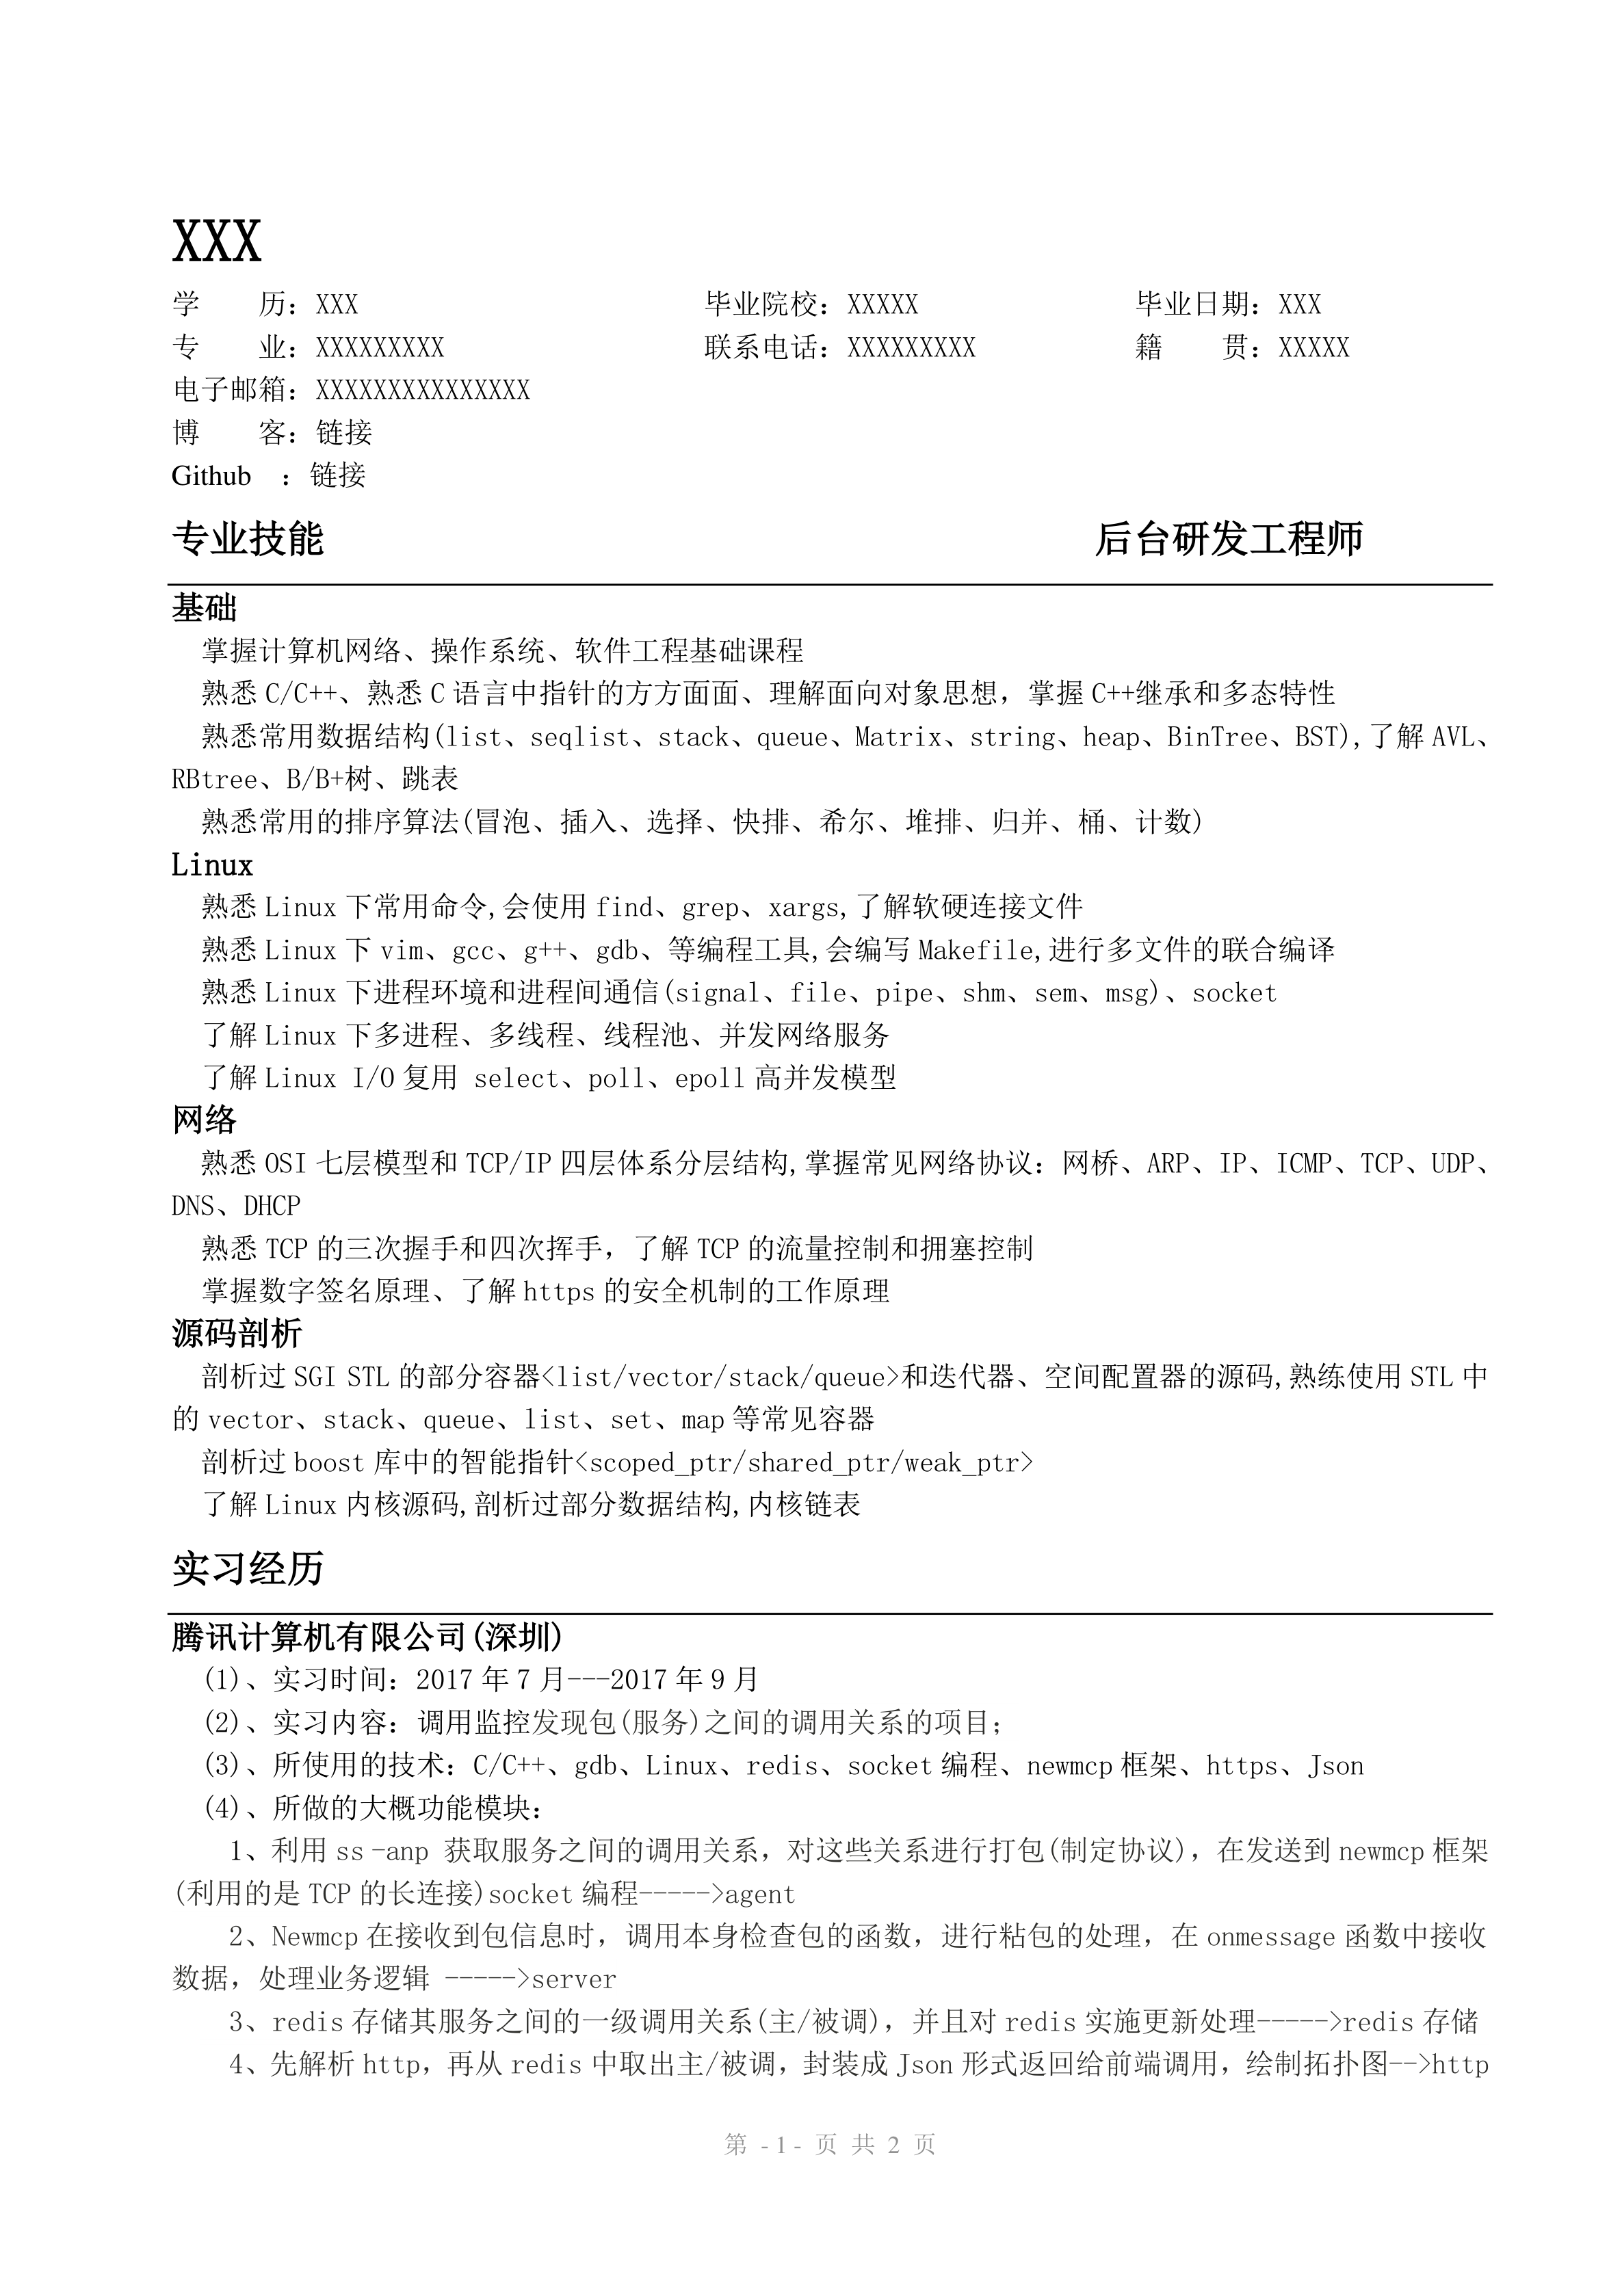 XXX
学　　历：XXX　毕业院校：XXXXX　毕业日期：XXX
专　　业：XXXXXXXXX　联系电话：XXXXXXXXX　籍　　贯：XXXXX
电子邮箱：XXXXXXXXXXXXXXX
博　　客：链接
Github ：链接
专业技能　后台研发工程师
基础
掌握计算机网络、操作系统、软件工程基础课程
熟悉 C/C++、熟悉 C 语言中指针的方方面面、理解面向对象思想，掌握 C++继承和多态特性
熟悉常用数据结构(list、seqlist、stack、queue、Matrix、string、heap、BinTree、BST),了解 AVL、
RBtree、B/B+树、跳表
熟悉常用的排序算法(冒泡、插入、选择、快排、希尔、堆排、归并、桶、计数)
Linux
熟悉 Linux 下常用命令,会使用 find、grep、xargs,了解软硬连接文件
熟悉 Linux 下 vim、gcc、g++、gdb、等编程工具,会编写 Makefile,进行多文件的联合编译
熟悉 Linux 下进程环境和进程间通信(signal、file、pipe、shm、sem、msg)、socket
了解 Linux 下多进程、多线程、线程池、并发网络服务
了解 Linux I/O 复用 select、poll、epoll 高并发模型
网络
熟悉 OSI 七层模型和 TCP/IP 四层体系分层结构,掌握常见网络协议：网桥、ARP、IP、ICMP、TCP、UDP、
DNS、DHCP
熟悉 TCP 的三次握手和四次挥手，了解 TCP 的流量控制和拥塞控制
掌握数字签名原理、了解 https 的安全机制的工作原理
源码剖析
剖析过 SGI STL 的部分容器<list/vector/stack/queue>和迭代器、空间配置器的源码,熟练使用 STL 中
的 vector、stack、queue、list、set、map 等常见容器
剖析过 boost 库中的智能指针<scoped_ptr/shared_ptr/weak_ptr>
了解 Linux 内核源码,剖析过部分数据结构,内核链表
实习经历
腾讯计算机有限公司(深圳)
(1)、实习时间：2017 年 7 月---2017 年 9 月
(2)、实习内容：调用监控发现包(服务)之间的调用关系的项目；
(3)、所使用的技术：C/C++、gdb、Linux、redis、socket 编程、newmcp 框架、https、Json
(4)、所做的大概功能模块：
1、利用 ss -anp 获取服务之间的调用关系，对这些关系进行打包(制定协议)，在发送到 newmcp 框架
(利用的是 TCP 的长连接)socket 编程----->agent
2、Newmcp 在接收到包信息时，调用本身检查包的函数，进行粘包的处理，在 onmessage 函数中接收
数据，处理业务逻辑 ----->server
3、redis 存储其服务之间的一级调用关系(主/被调)，并且对 redis 实施更新处理----->redis 存储
4、先解析 http，再从 redis 中取出主/被调，封装成 Json 形式返回给前端调用，绘制拓扑图-->http
第 -1- 页 共 2 页